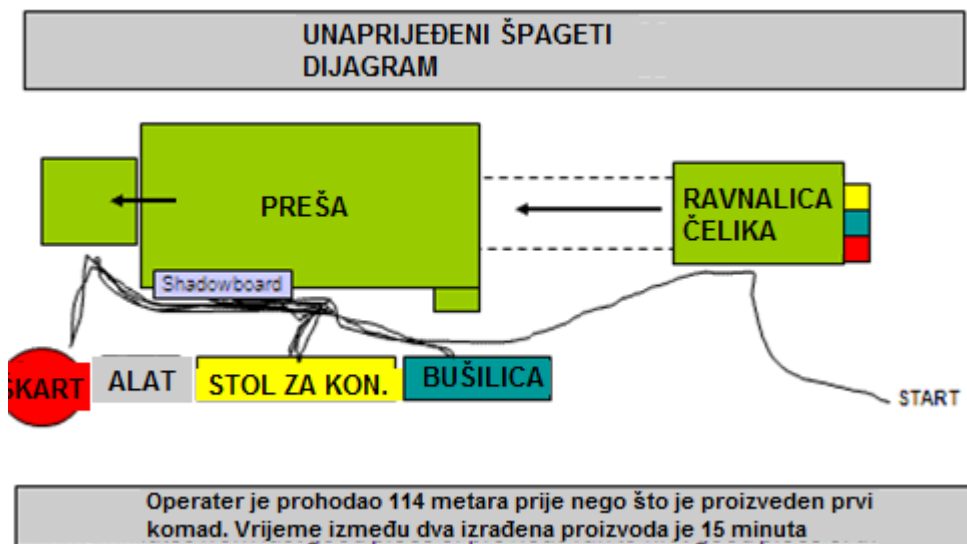 UNAPRIJEĐENI ŠPAGETI
DIJAGRAM
PREŠA
RAVNALICA
ČELIKA
Shadowboard
ŠKART
ALAT
STOL ZA KON.
BUŠILICA
START
Operater je prohodao 114 metara prije nego što je proizveden prvi
komad. Vrijeme između dva izrađena proizvoda je 15 minuta